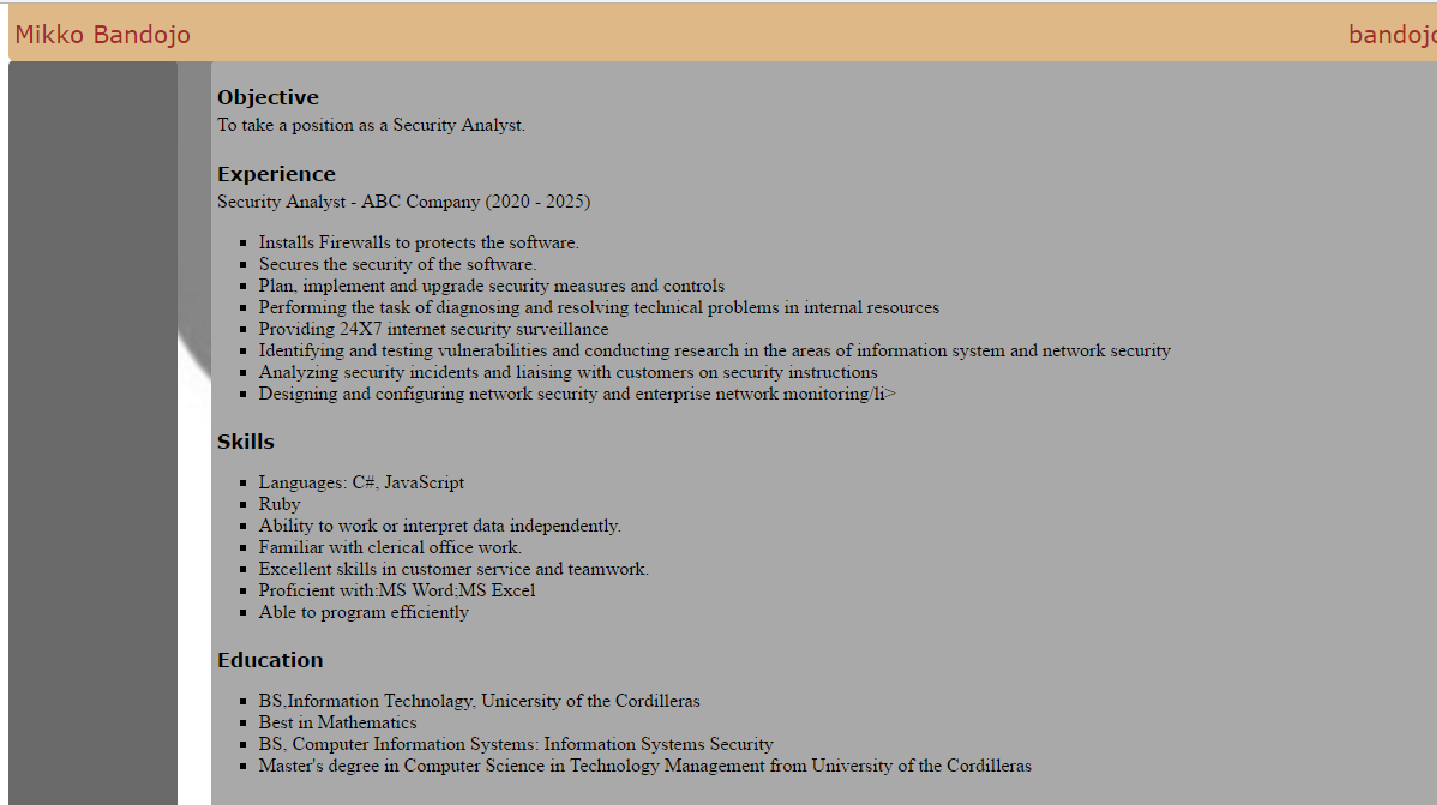 Mikko Bandojo
bandojo
Objective
To take a position as a Security Analyst.
Experience
Security Analyst - ABC Company (2020 - 2025)
Installs Firewalls to protects the software.
Secures the security of the software.
Plan, implement and upgrade security measures and controls
Performing the task of diagnosing and resolving technical problems in internal resources
Providing 24X7 internet security surveillance
Identifying and testing vulnerabilities and conducting research in the areas of information system and network security
Analyzing security incidents and liaising with customers on security instructions
Designing and configuring network security and enterprise network monitoring/li>
Skills
Languages: C#, JavaScript
Ruby
Ability to work or interpret data independently.
Familiar with clerical office work.
Excellent skills in customer service and teamwork.
Proficient with:MS Word;MS Excel
Able to program efficiently
Education
BS,Information Technolagy, Unicersity of the Cordilleras
Best in Mathematics
BS, Computer Information Systems: Information Systems Security
Master's degree in Computer Science in Technology Management from University of the Cordilleras